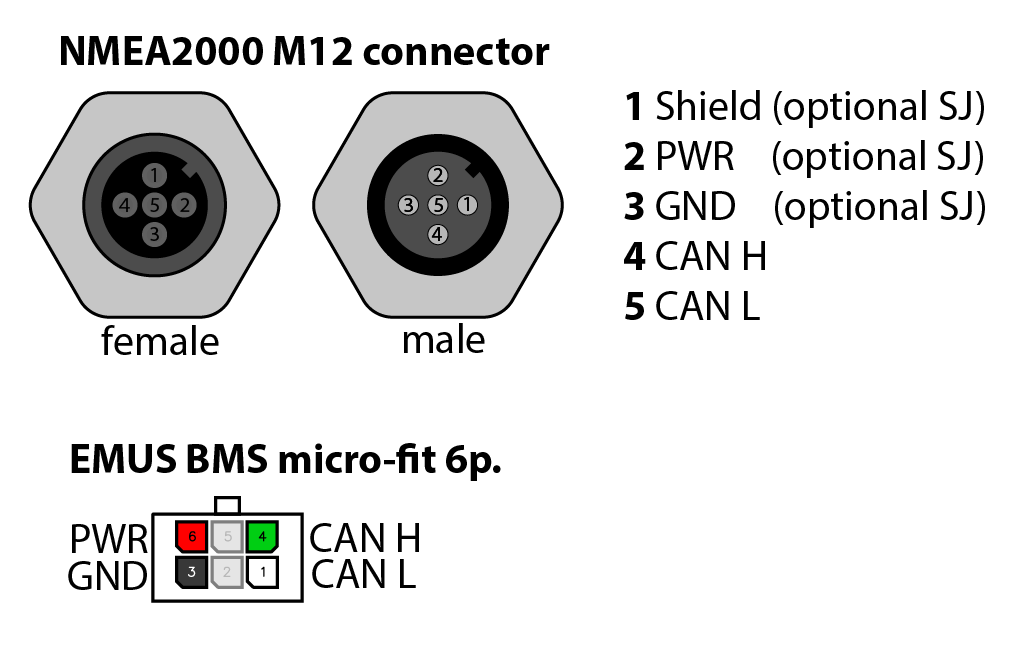 NMEA2000 M12 connector
1
4 5 2
3
female
2
3 5 1
4
male
1 Shield (optional SJ)
2 PWR (optional SJ)
3 GND (optional SJ)
4 CAN H
5 CAN L
EMUS BMS micro-fit 6p.
PWR 6 5 4 CAN H
GND 3 2 1 CAN L